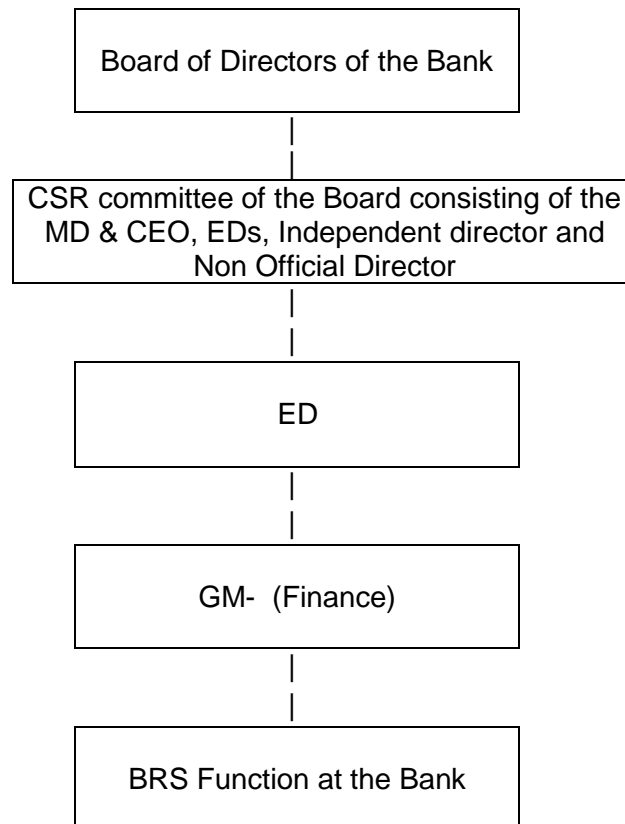 Board of Directors of the Bank
CSR committee of the Board consisting of the
MD & CEO, EDs, Independent director and
Non Official Director
ED
GM- (Finance)
BRS Function at the Bank